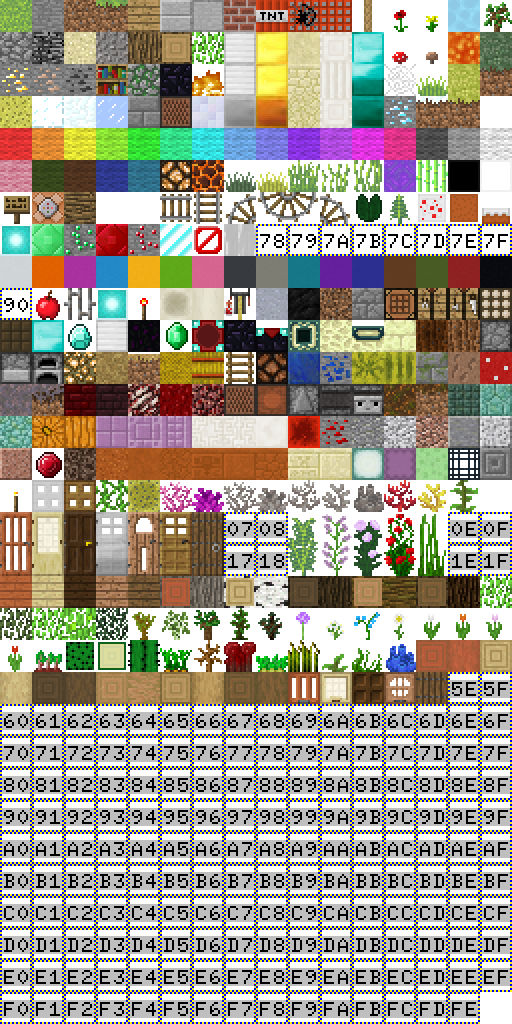 TNT
78 79 7A 7B 7C 7D 7E 7F
90
07 08 0E 0F
17 18 1E 1F
5E 5F
60 61 62 63 64 65 66 67 68 69 6A 6B 6C 6D 6E 6F
70 71 72 73 74 75 76 77 78 79 7A 7B 7C 7D 7E 7F
80 81 82 83 84 85 86 87 88 89 8A 8B 8C 8D 8E 8F
90 91 92 93 94 95 96 97 98 99 9A 9B 9C 9D 9E 9F
A0 A1 A2 A3 A4 A5 A6 A7 A8 A9 AA AB AC AD AE AF
B0 B1 B2 B3 B4 B5 B6 B7 B8 B9 BA BB BC BD BE BF
C0 C1 C2 C3 C4 C5 C6 C7 C8 C9 CA CB CC CD CE CF
D0 D1 D2 D3 D4 D5 D6 D7 D8 D9 DA DB DC DD DE DF
E0 E1 E2 E3 E4 E5 E6 E7 E8 E9 EA EB EC ED EE EF
F0 F1 F2 F3 F4 F5 F6 F7 F8 F9 FA FB FC FD FE